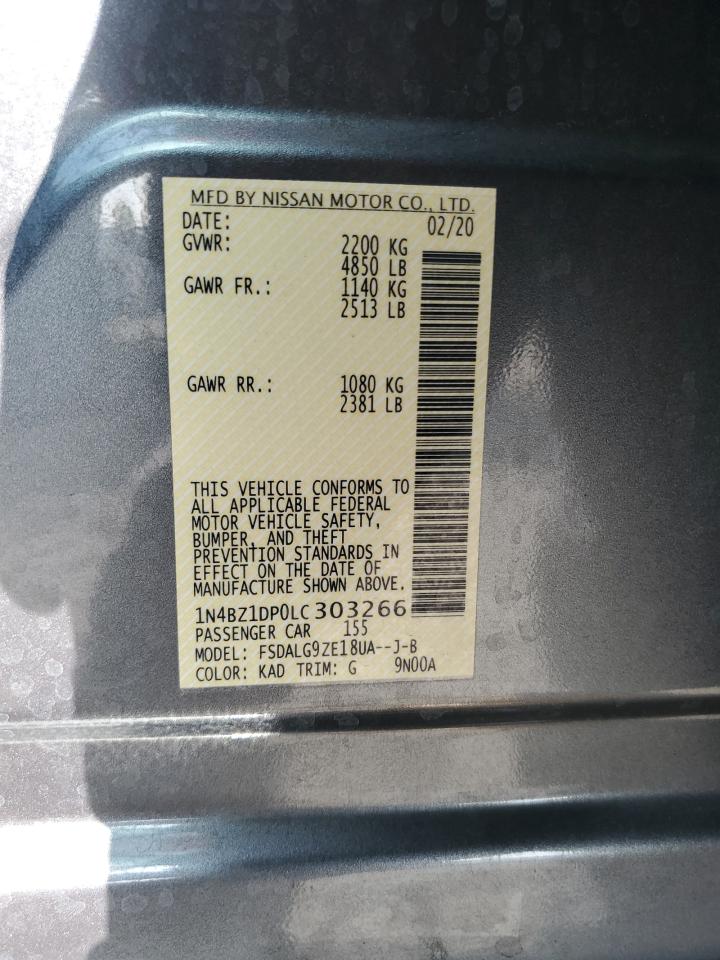 MFD BY NISSAN MOTOR CO., LTD.
DATE: 02/20
GVWR: 2200 KG
4850 LB
GAWR FR.: 1140 KG
2513 LB
GAWR RR.: 1080 KG
2381 LB
THIS VEHICLE CONFORMS TO
ALL APPLICABLE FEDERAL
MOTOR VEHICLE SAFETY,
BUMPER, AND THEFT
PREVENTION STANDARDS IN
EFFECT ON THE DATE OF
MANUFACTURE SHOWN ABOVE.
1N4BZ1DP0LC303266
PASSENGER CAR 155
MODEL: FSDALG9ZE18UA--J-B
COLOR: KAD TRIM: G 9N00A